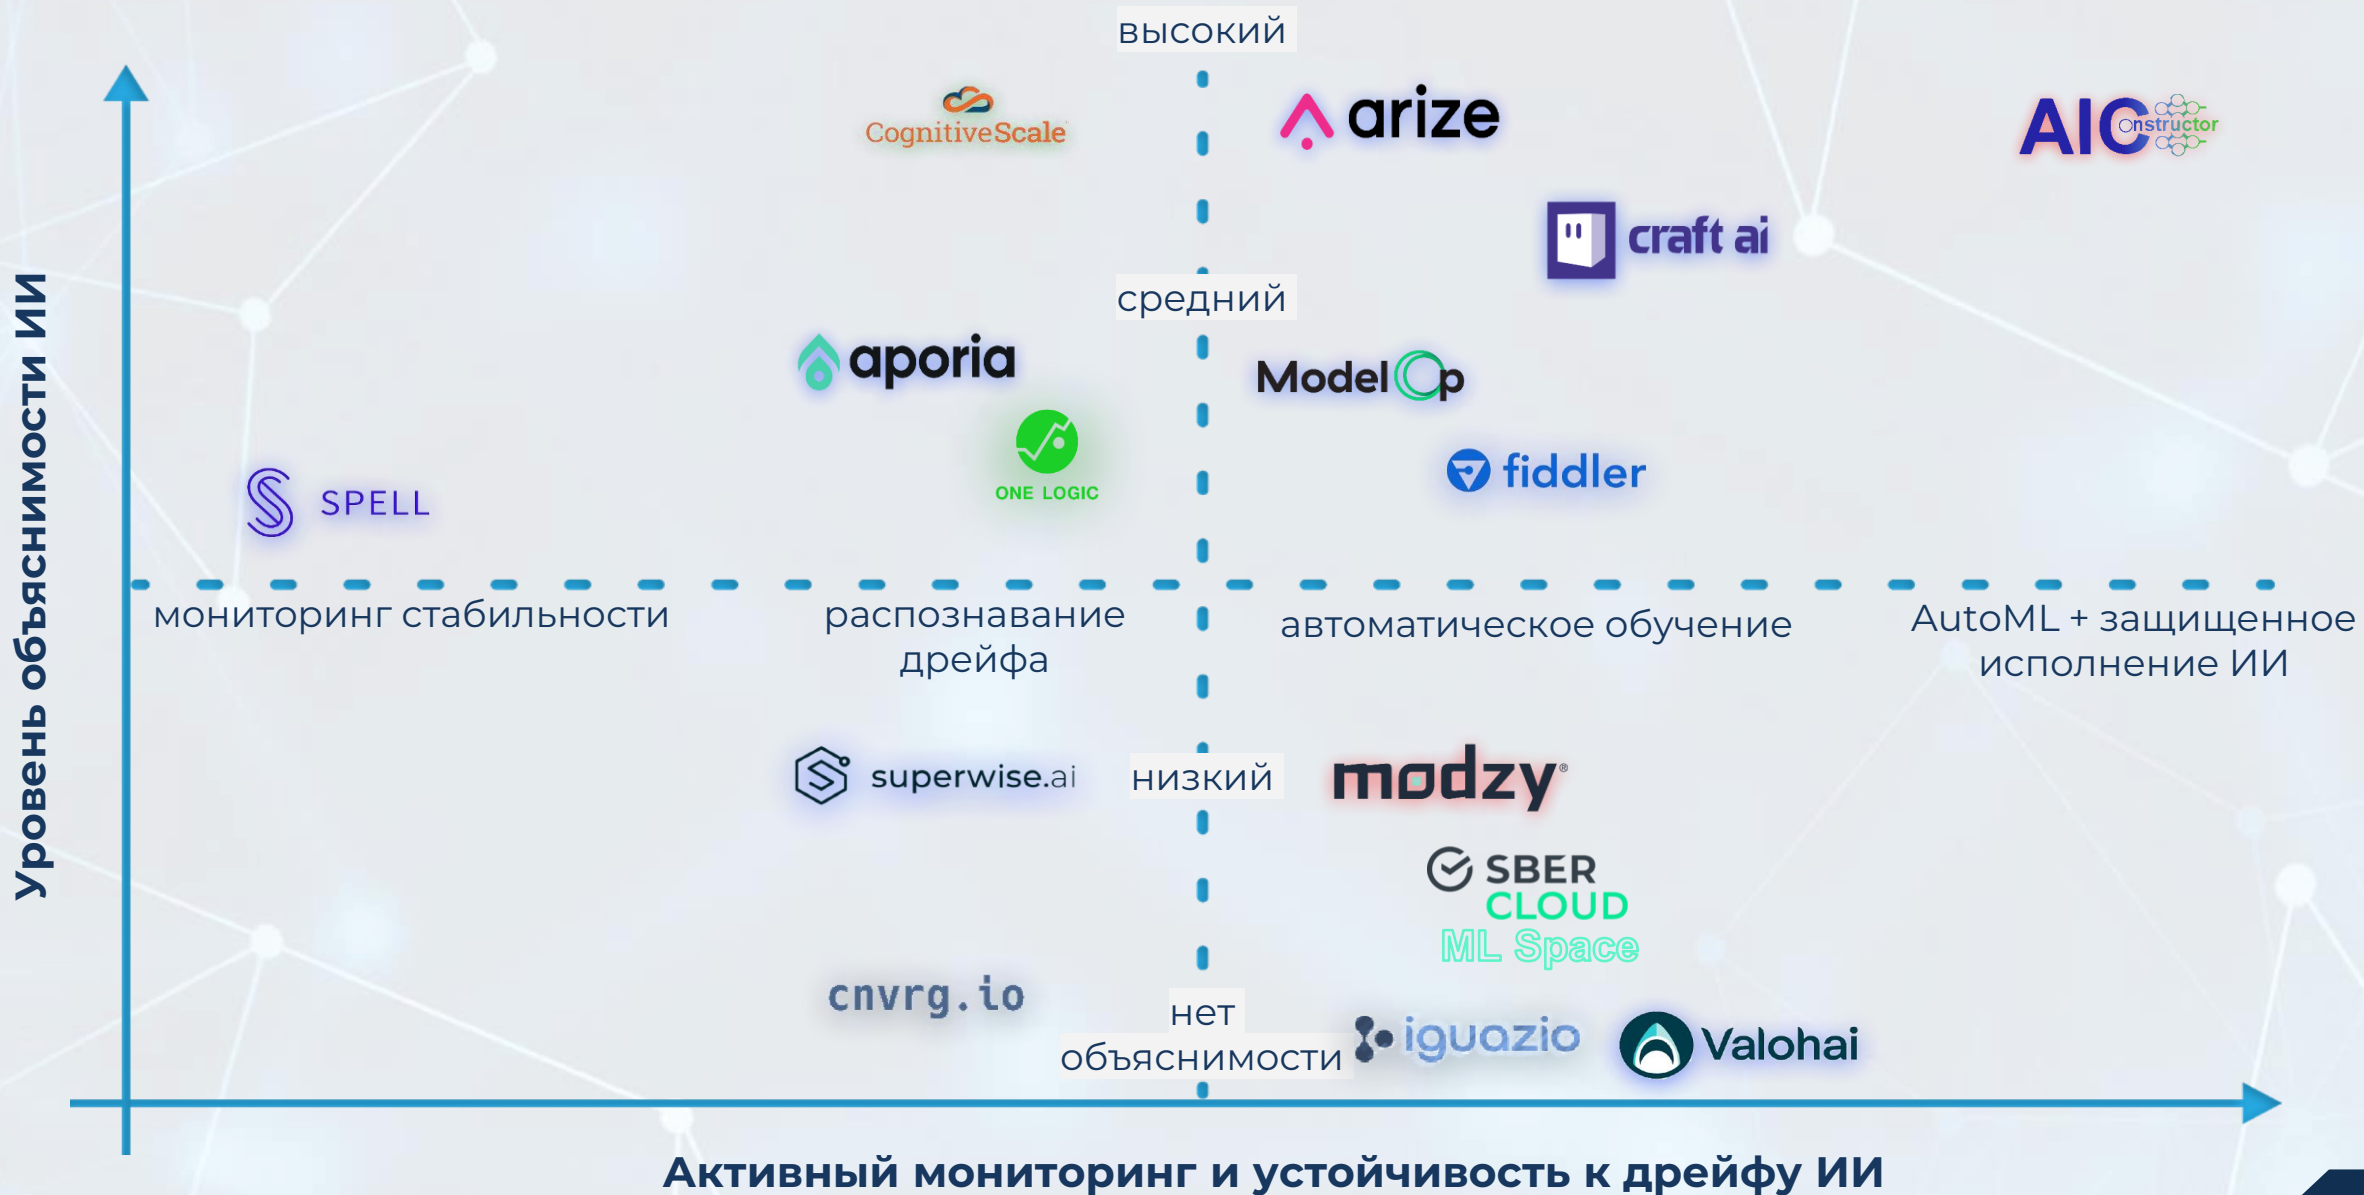 высокий
CognitiveScale
arize
AIConstructor
craft ai
средний
aporia
ModelOp
ONE LOGIC
fiddler
SPELL
Уровень объяснимости ИИ
мониторинг стабильности
распознавание
дрейфа
автоматическое обучение
AutoML + защищенное
исполнение ИИ
superwise.ai
низкий
modzy®
SBER
CLOUD
ML Space
cnvrg.io
нет
объяснимости
iguazio
Valohai
Активный мониторинг и устойчивость к дрейфу ИИ